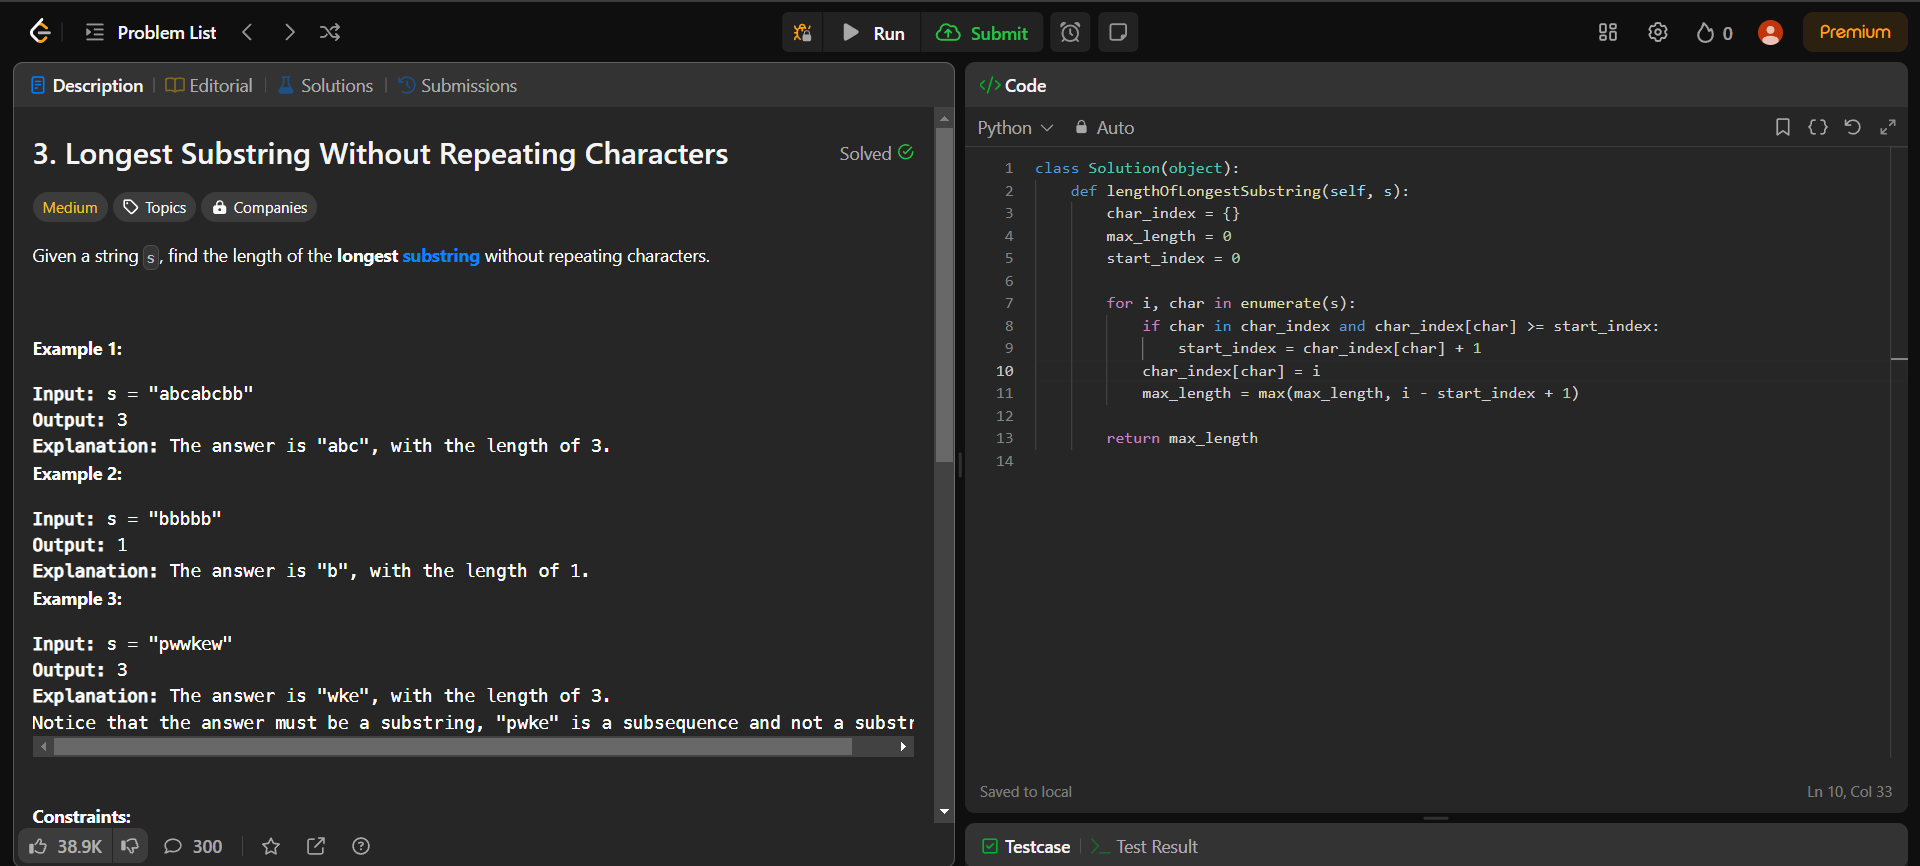 Problem List
Run
Submit
0
Premium
Description
Editorial
Solutions
Submissions
3. Longest Substring Without Repeating Characters
Solved
Medium
Topics
Companies
Given a string s, find the length of the longest substring without repeating characters.
Example 1:
Input: s = "abcabcbb"
Output: 3
Explanation: The answer is "abc", with the length of 3.
Example 2:
Input: s = "bbbbb"
Output: 1
Explanation: The answer is "b", with the length of 1.
Example 3:
Input: s = "pwwkew"
Output: 3
Explanation: The answer is "wke", with the length of 3.
Notice that the answer must be a substring, "pwke" is a subsequence and not a substr
Constraints:
38.9K
300
</> Code
Python
Auto
1 class Solution(object):
2     def lengthOfLongestSubstring(self, s):
3         char_index = {}
4         max_length = 0
5         start_index = 0
6
7         for i, char in enumerate(s):
8             if char in char_index and char_index[char] >= start_index:
9                 start_index = char_index[char] + 1
10             char_index[char] = i
11             max_length = max(max_length, i - start_index + 1)
12
13         return max_length
14
Saved to local
Ln 10, Col 33
Testcase
Test Result